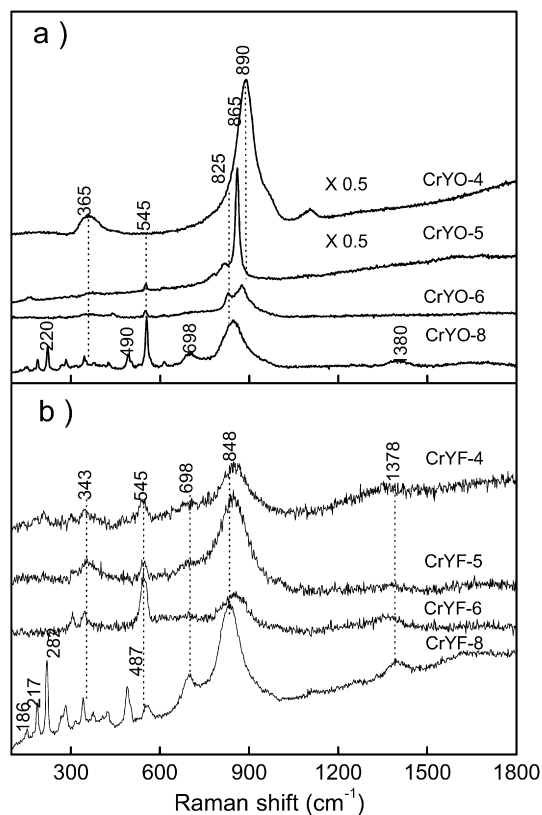 a )
890
865
825
365
545
X 0.5
CrYO-4
X 0.5
CrYO-5
CrYO-6
220
490
698
1380
CrYO-8
b )
343
545
698
848
1378
CrYF-4
CrYF-5
CrYF-6
CrYF-8
282
217
186
487
300 600 900 1200 1500 1800
Raman shift (cm-1)